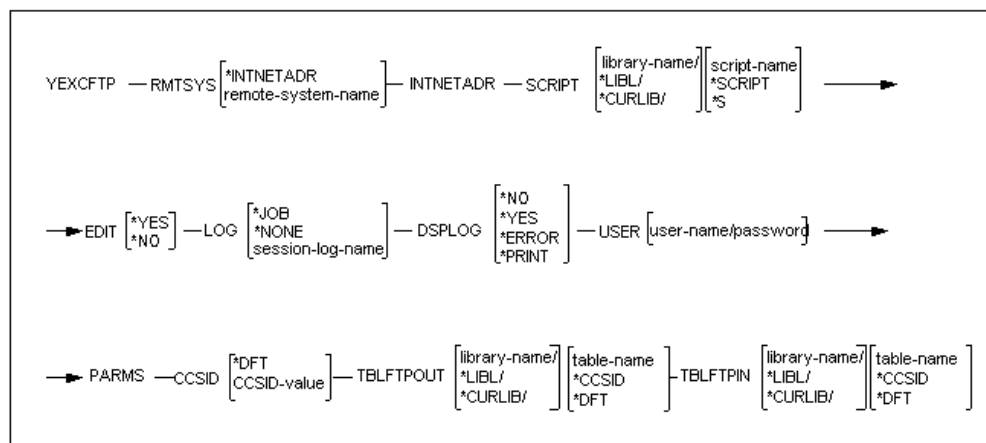 YEXCFTP RMTSYS *INTNETADR remote-system-name INTNETADR SCRIPT library-name/ *LIBL/ *CURLIB/ script-name *SCRIPT *S
EDIT *YES *NO LOG *JOB *NONE session-log-name DSPLOG *NO *YES *ERROR *PRINT USER user-name/password
PARMS CCSID *DFT CCSID-value TBLFTPOUT library-name/ *LIBL/ *CURLIB/ table-name *CCSID *DFT TBLFTPIN library-name/ *LIBL/ *CURLIB/ table-name *CCSID *DFT